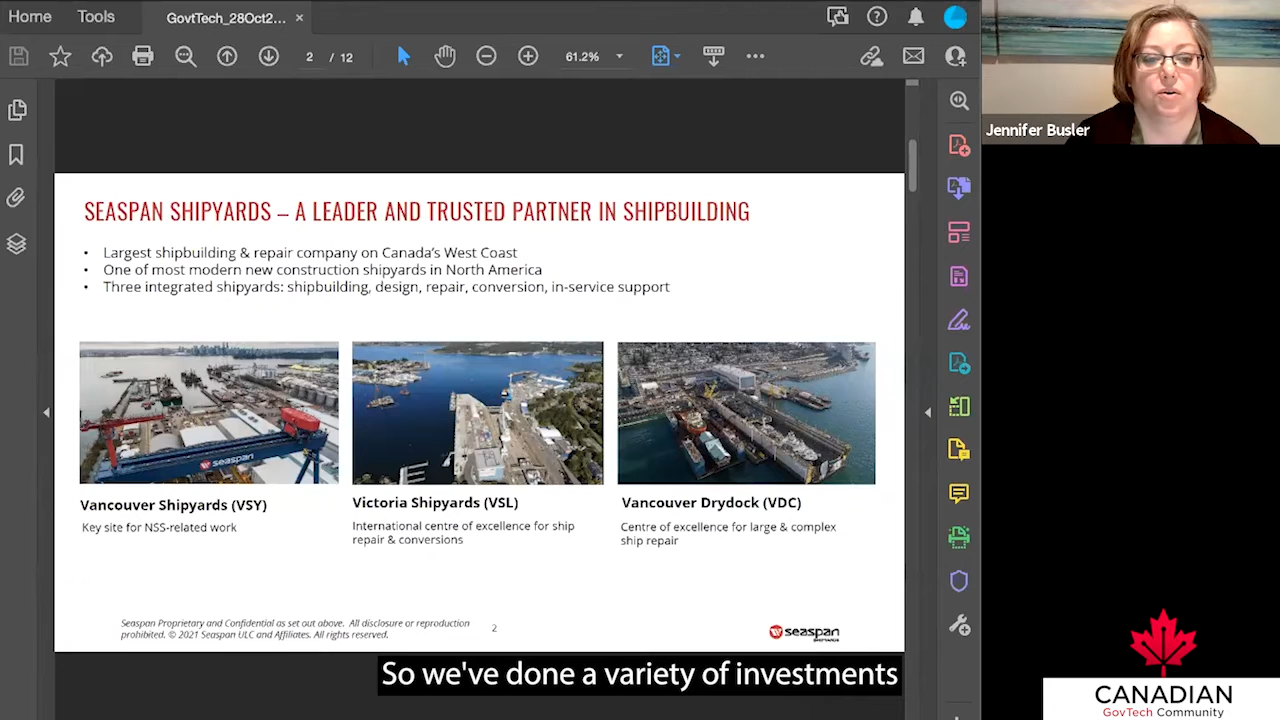 Home
Tools
GovtTech_28Oct2...
2 / 12
61.2%
Jennifer Busler
SEASPAN SHIPYARDS – A LEADER AND TRUSTED PARTNER IN SHIPBUILDING
• Largest shipbuilding & repair company on Canada's West Coast
• One of most modern new construction shipyards in North America
• Three integrated shipyards: shipbuilding, design, repair, conversion, in-service support
seaspan
Vancouver Shipyards (VSY)
Key site for NSS-related work
Victoria Shipyards (VSL)
International centre of excellence for ship
repair & conversions
Vancouver Drydock (VDC)
Centre of excellence for large & complex
ship repair
Seaspan Proprietary and Confidential as set out above. All disclosure or reproduction
prohibited. © 2021 Seaspan ULC and Affiliates. All rights reserved.
2
seaspan
SHIPYARDS
So we've done a variety of investments
CANADIAN
GovTech Community